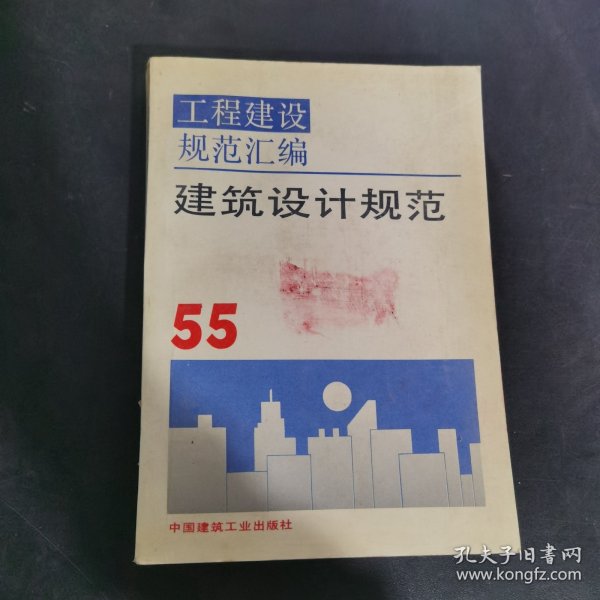 工程建设
规范汇编
建筑设计规范
55
中国建筑工业出版社
孔夫子旧书网
www.kongfz.com